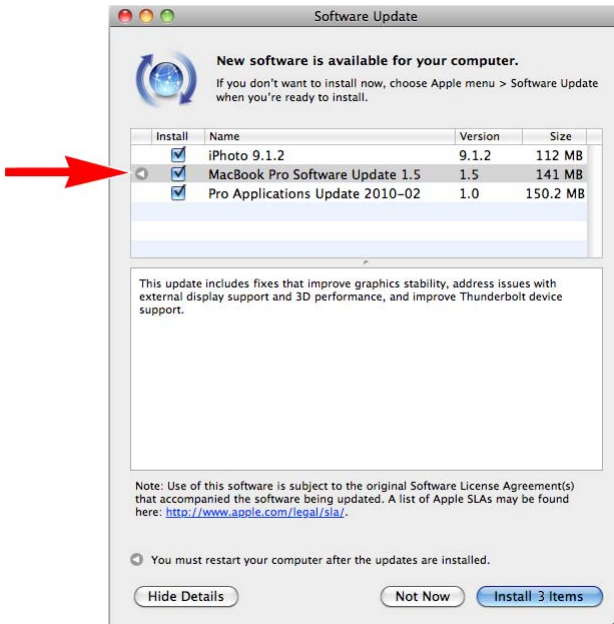 Software Update
New software is available for your computer.
If you don't want to install now, choose Apple menu > Software Update
when you're ready to install.
Install Name Version Size
iPhoto 9.1.2 9.1.2 112 MB
MacBook Pro Software Update 1.5 1.5 141 MB
Pro Applications Update 2010-02 1.0 150.2 MB
This update includes fixes that improve graphics stability, address issues with
external display support and 3D performance, and improve Thunderbolt device
support.
Note: Use of this software is subject to the original Software License Agreement(s)
that accompanied the software being updated. A list of Apple SLAs may be found
here: http://www.apple.com/legal/sla/.
You must restart your computer after the updates are installed.
Hide Details Not Now Install 3 Items